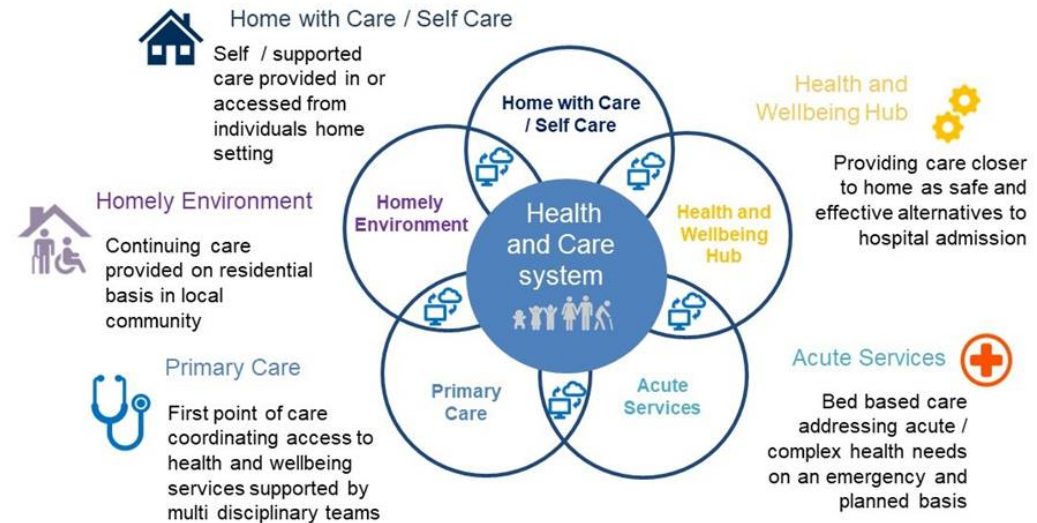 Home with Care / Self Care
Self / supported
care provided in or
accessed from
individuals home
setting
Homely Environment
Continuing care
provided on residential
basis in local
community
Primary Care
First point of care
coordinating access to
health and wellbeing
services supported by
multi disciplinary teams
Home with Care
/ Self Care
Homely
Environment
Health and
Wellbeing
Hub
Health
and Care
system
Primary
Care
Acute
Services
Health and
Wellbeing Hub
Providing care closer
to home as safe and
effective alternatives to
hospital admission
Acute Services
Bed based care
addressing acute /
complex health needs
on an emergency and
planned basis